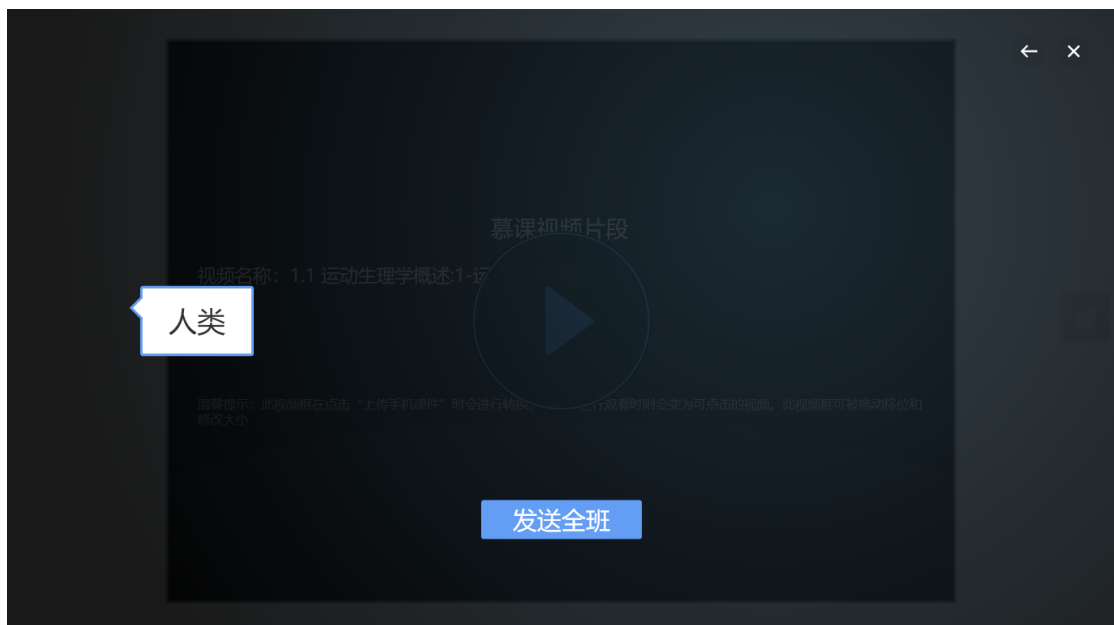 慕课视频片段
视频名称：1.1 运动生理学概述:1-运
人类
温馨提示：此视频框在点击“上传手机课件”时会进行转换，
行观看时则会变为可点击的视频。此视频框可被拖动移位和
修改大小
发送全班